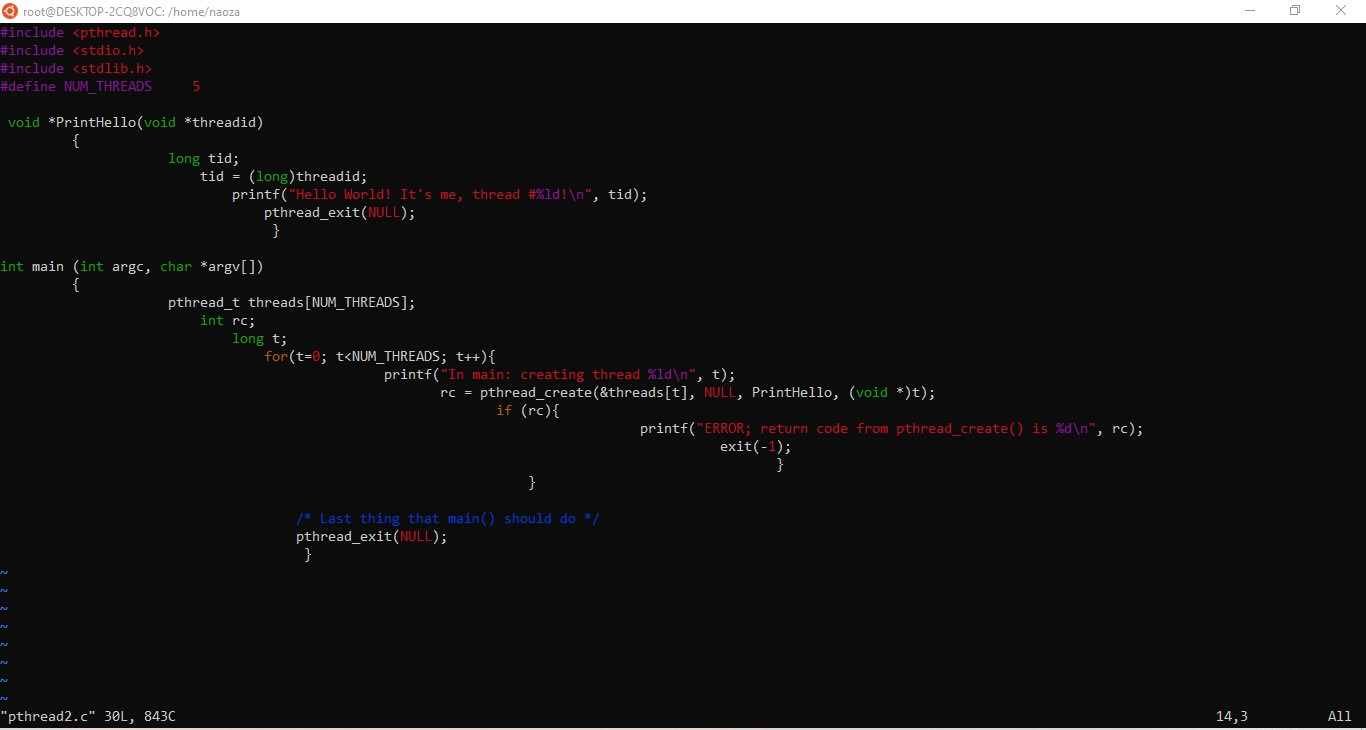 root@DESKTOP-2CQ8VOC: /home/naoza
#include <pthread.h>
#include <stdio.h>
#include <stdlib.h>
#define NUM_THREADS     5
void *PrintHello(void *threadid)
{
long tid;
tid = (long)threadid;
printf("Hello World! It's me, thread #%ld!\n", tid);
pthread_exit(NULL);
}
int main (int argc, char *argv[])
{
pthread_t threads[NUM_THREADS];
int rc;
long t;
for(t=0; t<NUM_THREADS; t++){
printf("In main: creating thread %ld\n", t);
rc = pthread_create(&threads[t], NULL, PrintHello, (void *)t);
if (rc){
printf("ERROR; return code from pthread_create() is %d\n", rc);
exit(-1);
}
}
/* Last thing that main() should do */
pthread_exit(NULL);
}
~
~
~
~
~
~
~
~
"pthread2.c" 30L, 843C 14,3 All